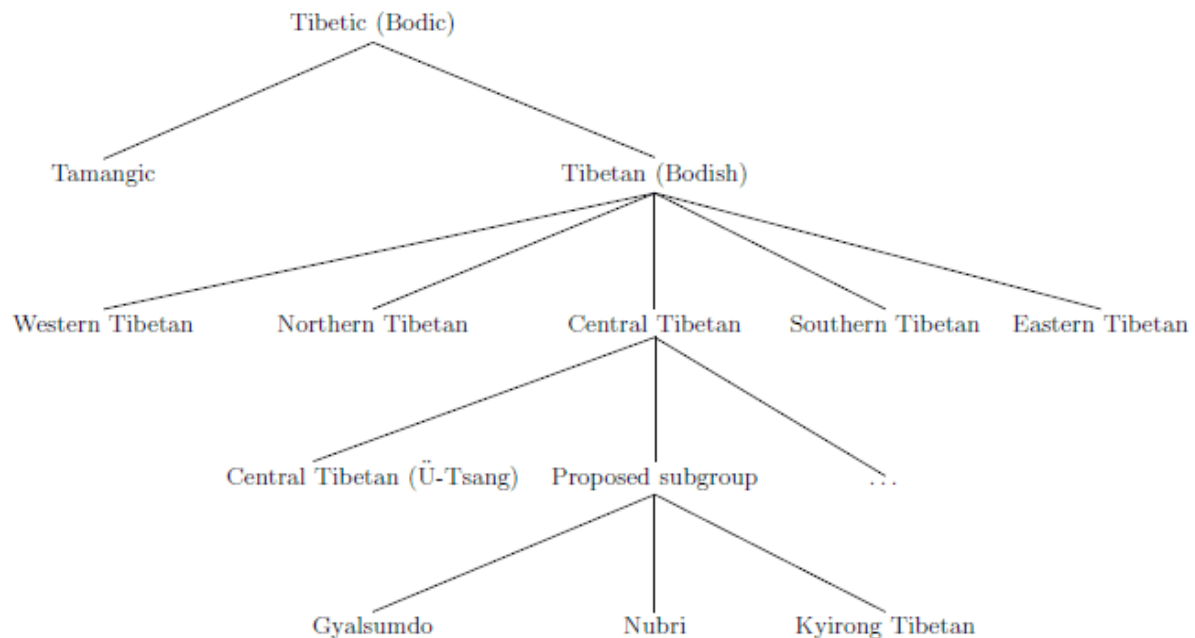 Tibetic (Bodic)
Tamangic
Tibetan (Bodish)
Western Tibetan
Northern Tibetan
Central Tibetan
Southern Tibetan
Eastern Tibetan
Central Tibetan (Ü-Tsang)
Proposed subgroup
...
Gyalsumdo
Nubri
Kyirong Tibetan